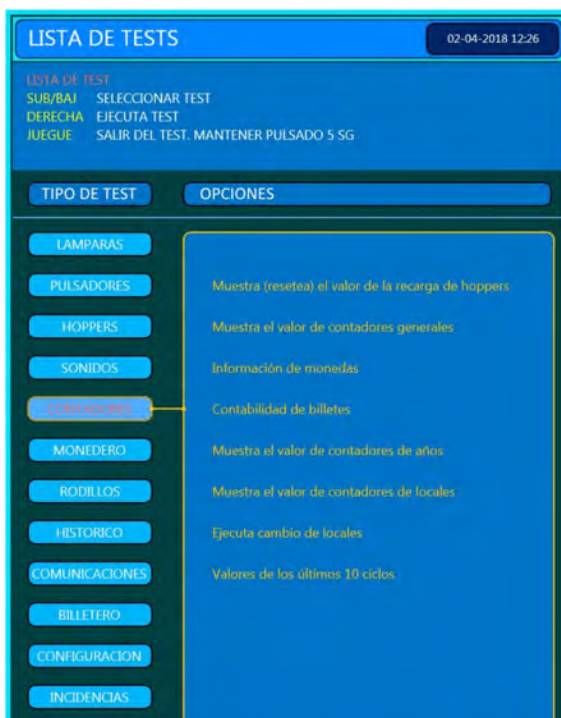 LISTA DE TESTS
02-04-2018 12:26
LISTA DE TEST
SUB/BAJ SELECCIONAR TEST
DERECHA EJECUTA TEST
JUEGUE SALIR DEL TEST. MANTENER PULSADO 5 SG
TIPO DE TEST
OPCIONES
LAMPARAS
PULSADORES
HOPPERS
SONIDOS
CONTADORES
MONEDERO
RODILLOS
HISTORICO
COMUNICACIONES
BILLETERO
CONFIGURACION
INCIDENCIAS
Muestra (resetea) el valor de la recarga de hoppers
Muestra el valor de contadores generales
Información de monedas
Contabilidad de billetes
Muestra el valor de contadores de años
Muestra el valor de contadores de locales
Ejecuta cambio de locales
Valores de los últimos 10 ciclos